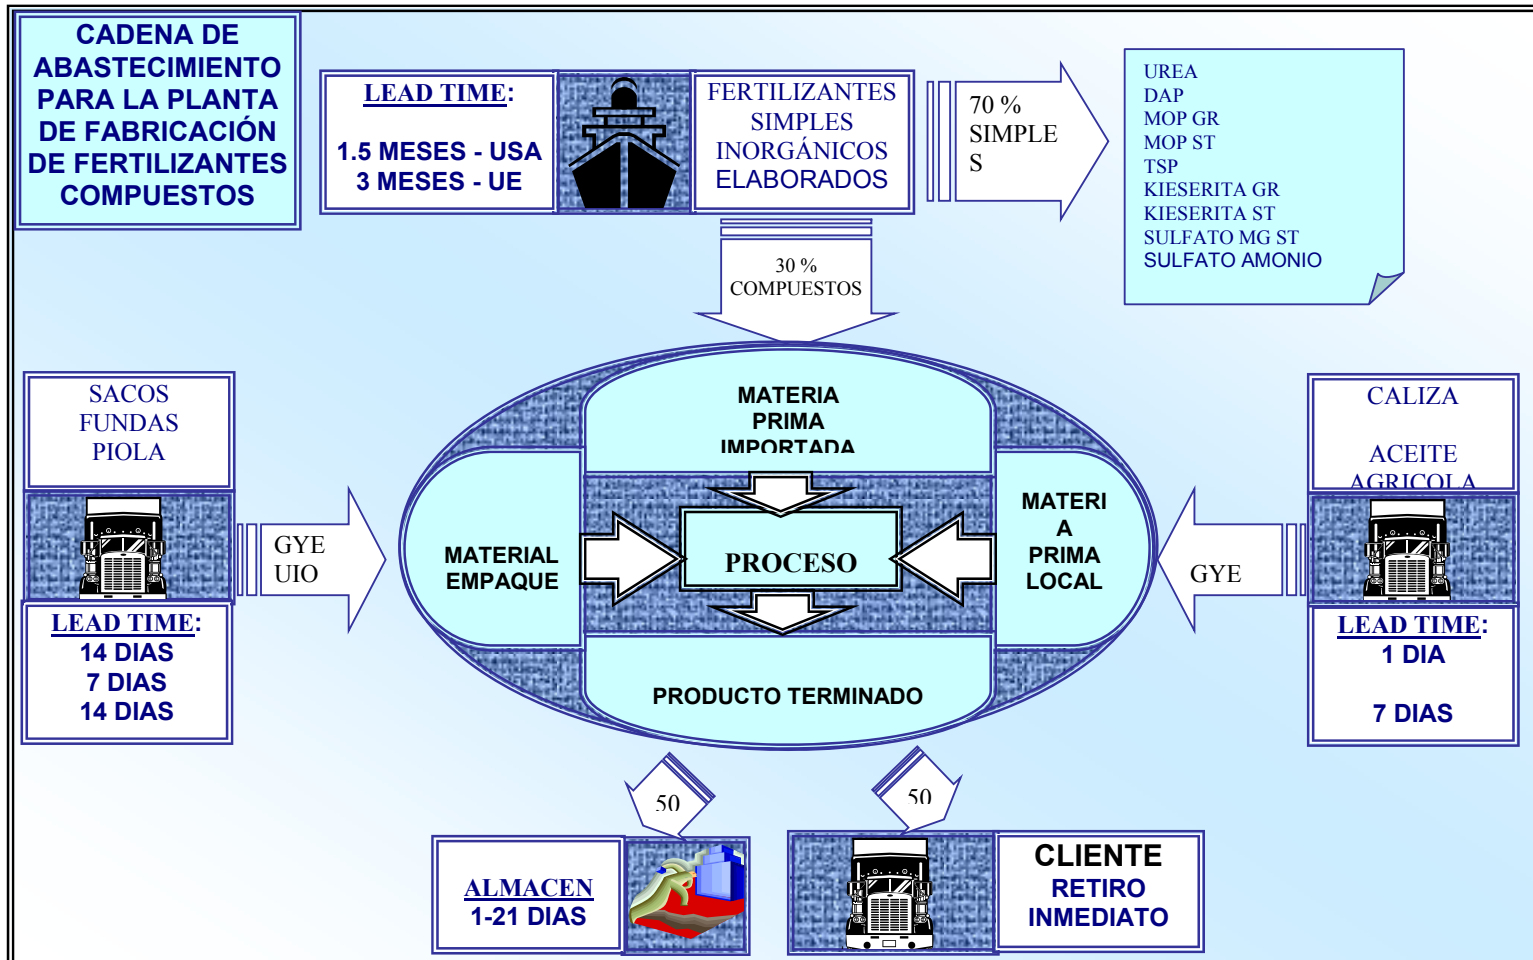 CADENA DE
ABASTECIMIENTO
PARA LA PLANTA
DE FABRICACIÓN
DE FERTILIZANTES
COMPUESTOS
LEAD TIME:
1.5 MESES - USA
3 MESES - UE
FERTILIZANTES
SIMPLES
INORGÁNICOS
ELABORADOS
70 %
SIMPLE
S
UREA
DAP
MOP GR
MOP ST
TSP
KIESERITA GR
KIESERITA ST
SULFATO MG ST
SULFATO AMONIO
30 %
COMPUESTOS
SACOS
FUNDAS
PIOLA
GYE
UIO
LEAD TIME:
14 DIAS
7 DIAS
14 DIAS
MATERIA
PRIMA
IMPORTADA
MATERIAL
EMPAQUE
PROCESO
MATERI
A
PRIMA
LOCAL
PRODUCTO TERMINADO
CALIZA
ACEITE
AGRICOLA
GYE
LEAD TIME:
1 DIA
7 DIAS
50
50
ALMACEN
1-21 DIAS
CLIENTE
RETIRO
INMEDIATO